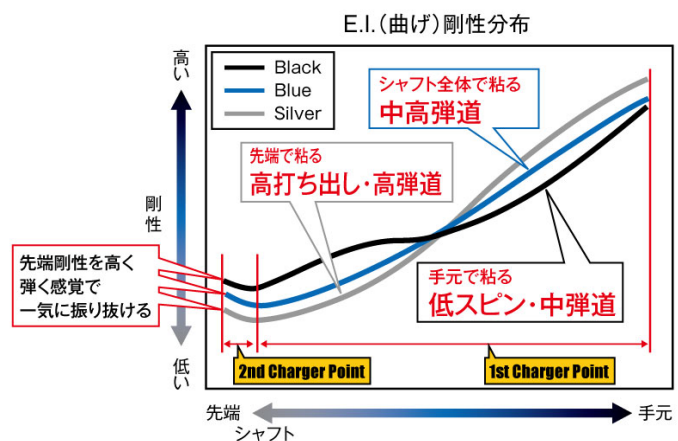 E.I.（曲げ）剛性分布
高い
剛性
低い
Black
Blue
Silver
シャフト全体で粘る
中高弾道
先端で粘る
高打ち出し・高弾道
先端剛性を高く
弾く感覚で
一気に振り抜ける
手元で粘る
低スピン・中弾道
2nd Charger Point
1st Charger Point
先端
手元
シャフト